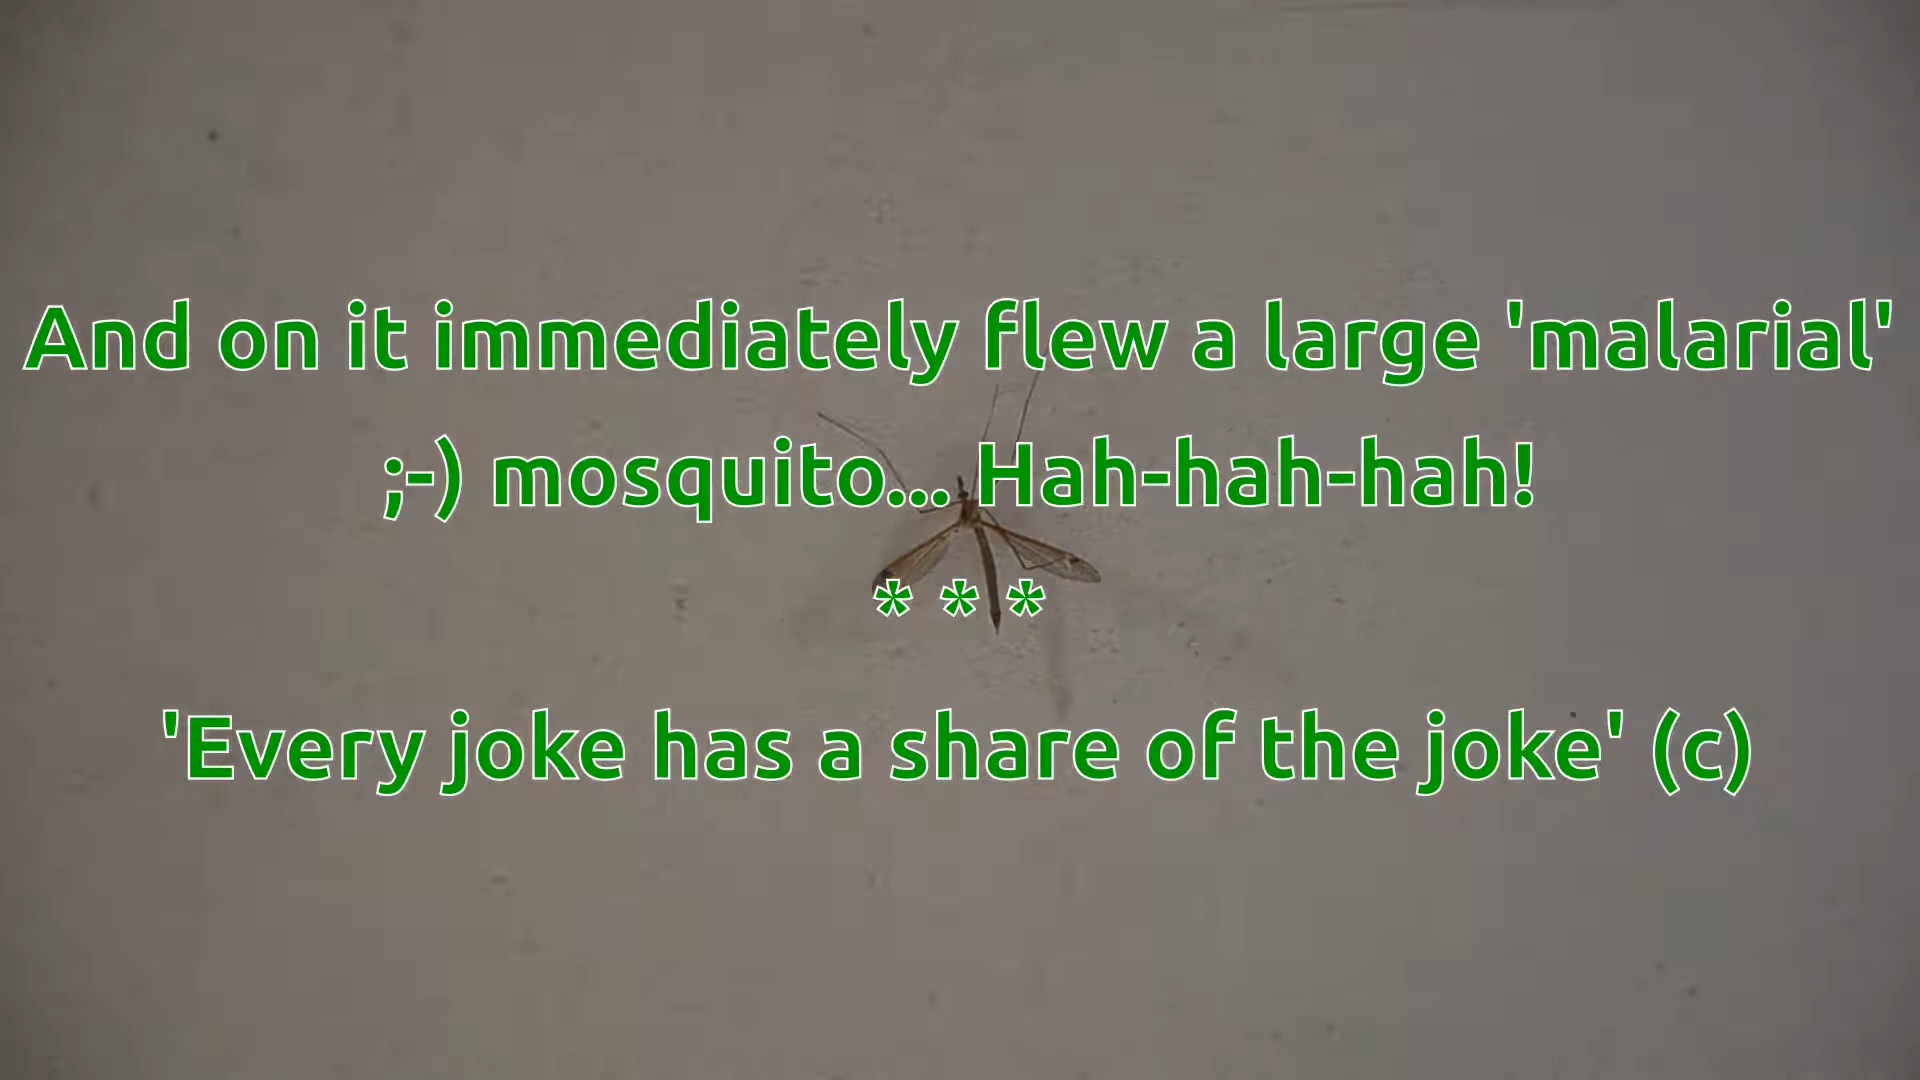 And on it immediately flew a large 'malarial'
;-) mosquito... Hah-hah-hah!
* * *
'Every joke has a share of the joke' (c)